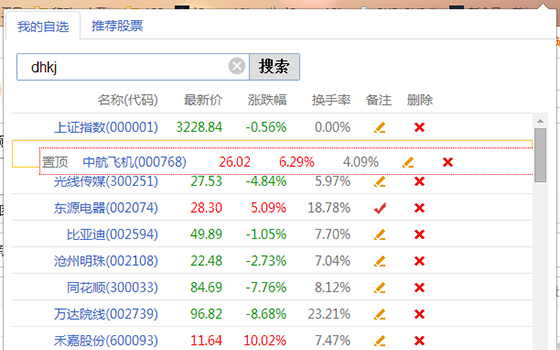 我的自选 推荐股票
dhkj 搜索
名称(代码) 最新价 涨跌幅 换手率 备注 删除
上证指数(000001) 3228.84 -0.56% 0.00%
置顶 中航飞机(000768) 26.02 6.29% 4.09%
光线传媒(300251) 27.53 -4.84% 5.97%
东源电器(002074) 28.30 5.09% 18.78%
比亚迪(002594) 49.89 -1.05% 7.70%
沧州明珠(002108) 22.48 -2.73% 7.04%
同花顺(300033) 84.69 -7.76% 8.12%
万达院线(002739) 96.82 -8.68% 23.21%
禾嘉股份(600093) 11.64 10.02% 7.47%